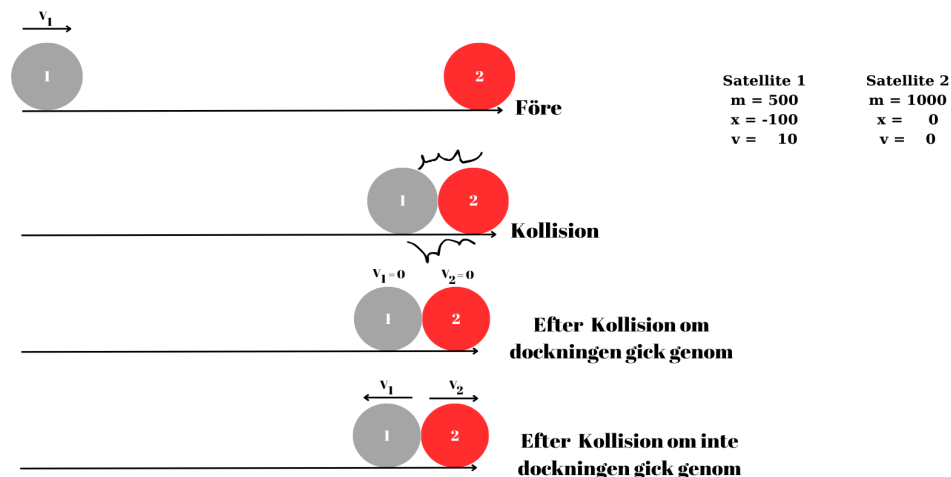 V1
1
2
Före
Satellite 1
m = 500
x = -100
v = 10
Satellite 2
m = 1000
x = 0
v = 0
1
2
Kollision
V1=0
V2=0
1
2
Efter Kollision om
dockningen gick genom
V1
V2
1
2
Efter Kollision om inte
dockningen gick genom